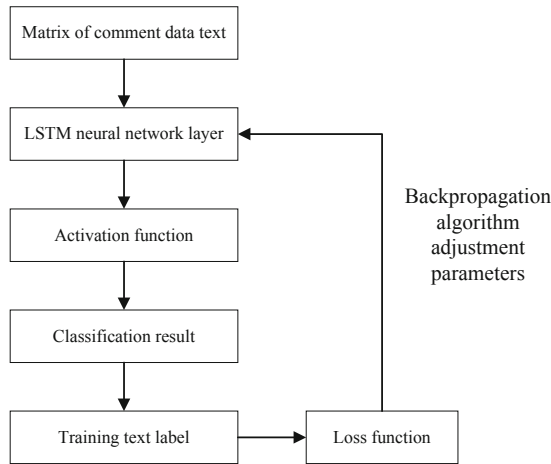 Matrix of comment data text
LSTM neural network layer
Activation function
Classification result
Training text label
Loss function
Backpropagation
algorithm
adjustment
parameters